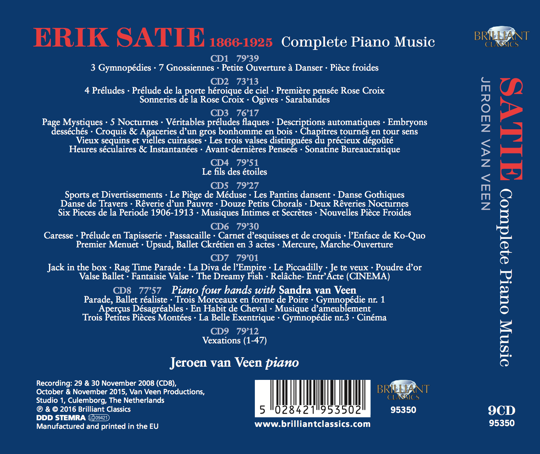 ERIK SATIE 1866-1925 Complete Piano Music
CD1 79'39
3 Gymnopédies · 7 Gnossiennes · Petite Ouverture à Danser · Pièce froides
CD2 73'13
4 Préludes · Prélude de la porte héroique de ciel · Première pensée Rose Croix
Sonneries de la Rose Croix · Ogives · Sarabandes
CD3 76'17
Page Mystiques · 5 Nocturnes · Véritables préludes flaques · Descriptions automatiques · Embryons
desséchés · Croquis & Agaceries d'un gros bonhomme en bois · Chapitres tournés en tour sens
Vieux sequins et vielles cuirasses · Les trois valses distinguées du précieux dégoûté
Heures séculaires & Instantanées · Avant-dernières Penseés · Sonatine Bureaucratique
CD4 79'51
Le fils des étoiles
CD5 79'27
Sports et Divertissements · Le Piège de Méduse · Les Pantins dansent · Danse Gothiques
Danse de Travers · Rêverie d'un Pauvre · Douze Petits Chorals · Deux Rêveries Nocturnes
Six Pieces de la Periode 1906-1913 · Musiques Intimes et Secrètes · Nouvelles Pièce Froides
CD6 79'30
Caresse · Prélude en Tapisserie · Passacaille · Carnet d'esquisses et de croquis · l'Enface de Ko-Quo
Premier Menuet · Upsud, Ballet Ckrétien en 3 actes · Mercure, Marche-Ouverture
CD7 79'01
Jack in the box · Rag Time Parade · La Diva de l'Empire · Le Piccadilly · Je te veux · Poudre d'or
Valse Ballet · Fantaisie Valse · The Dreamy Fish · Relâche- Entr'Acte (CINEMA)
CD8 77'57 Piano four hands with Sandra van Veen
Parade, Ballet réaliste · Trois Morceaux en forme de Poire · Gymnopédie nr. 1
Aperçus Désagréables · En Habit de Cheval · Musique d'ameublement
Trois Petites Pièces Montées · La Belle Exentrique · Gymnopédie nr.3 · Cinéma
CD9 79'12
Vexations (1-47)
Jeroen van Veen piano
Recording: 29 & 30 November 2008 (CD8),
October & November 2015, Van Veen Productions,
Studio 1, Culemborg, The Netherlands
℗ & © 2016 Brilliant Classics
DDD STEMRA
Manufactured and printed in the EU
5 028421 953502
www.brilliantclassics.com
BRILLIANT
CLASSICS
95350
BRILLIANT
CLASSICS
SATIE Complete Piano Music
JEROEN VAN VEEN
9CD
95350